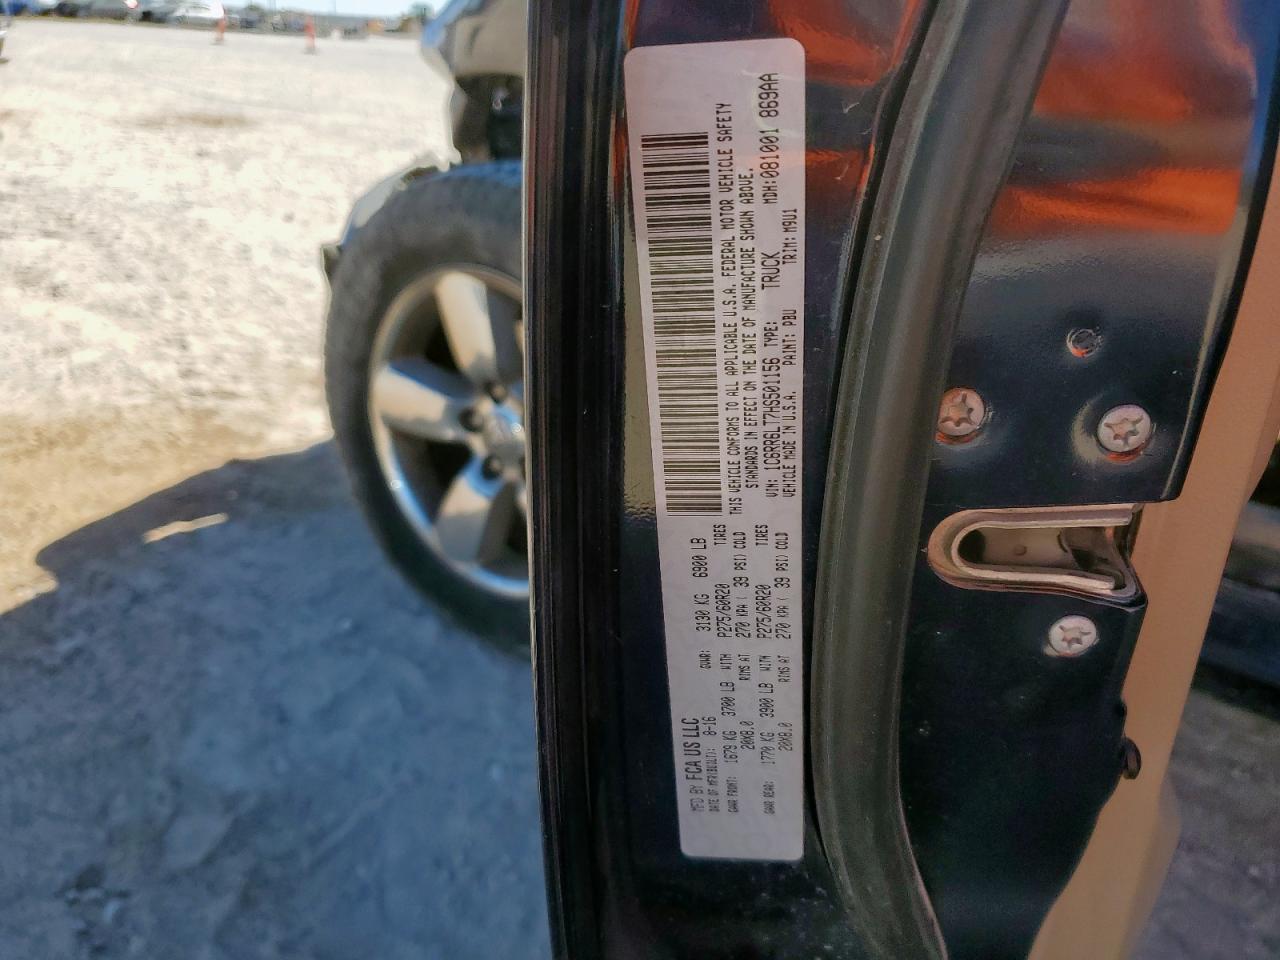 MFD BY FCA US LLC
DATE OF MFR(BUILT): 8-16 GVWR: 3130 KG 6900 LB
GAWR FRONT: 1679 KG 3700 LB WITH P275/60R20 TIRES
20X8.0 RIMS AT 270 KPA ( 39 PSI) COLD
GAWR REAR: 1770 KG 3900 LB WITH P275/60R20 TIRES
20X8.0 RIMS AT 270 KPA ( 39 PSI) COLD
THIS VEHICLE CONFORMS TO ALL APPLICABLE U.S.A. FEDERAL MOTOR VEHICLE SAFETY
STANDARDS IN EFFECT ON THE DATE OF MANUFACTURE SHOWN ABOVE.
VIN: 1C6RR6LT7HS501156 TYPE: TRUCK MDH:081001 869AA
VEHICLE MADE IN U.S.A. PAINT: PBU TRIM: M9U1